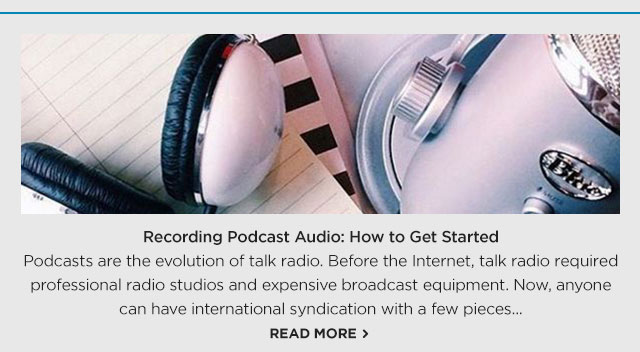 Blue
Recording Podcast Audio: How to Get Started
Podcasts are the evolution of talk radio. Before the Internet, talk radio required
professional radio studios and expensive broadcast equipment. Now, anyone
can have international syndication with a few pieces...
READ MORE >